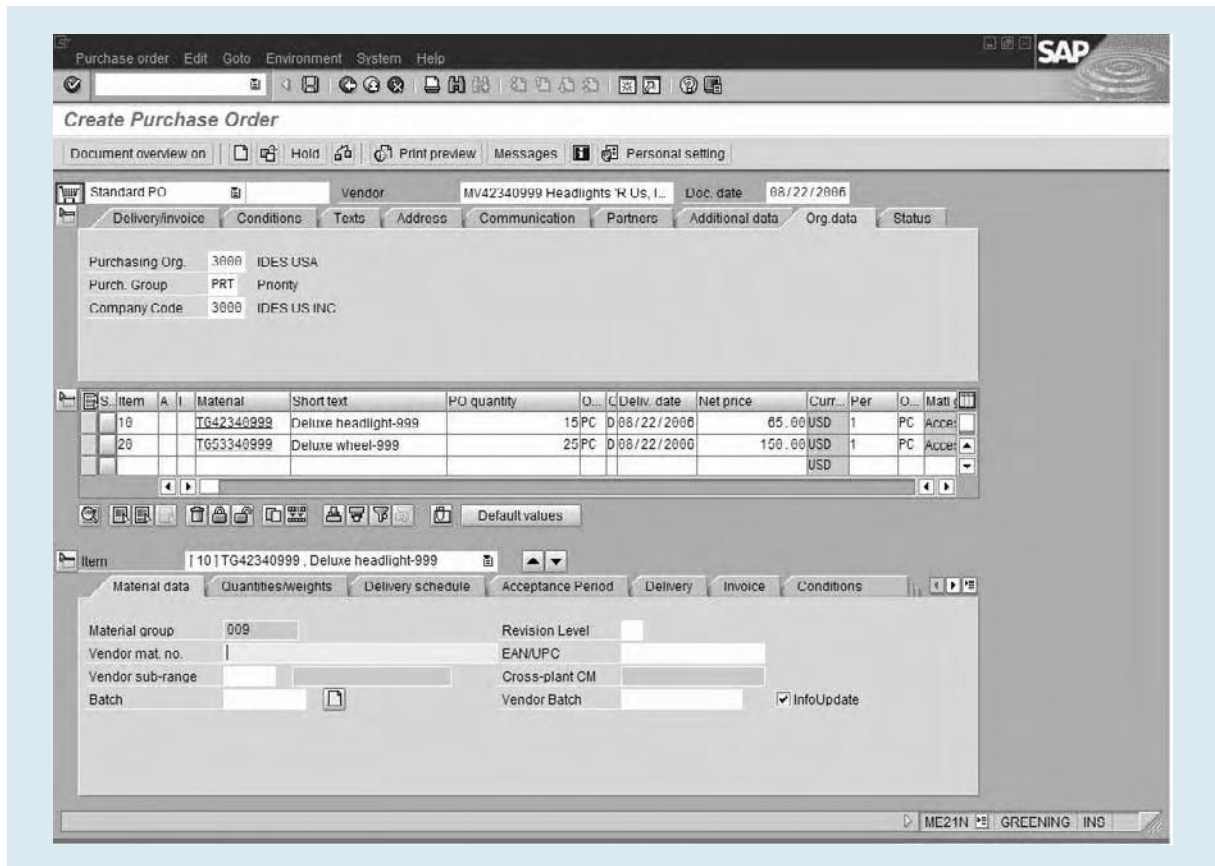 Purchase order Edit Goto Environment System Help
SAP
Create Purchase Order
Document overview on Hold Print preview Messages Personal setting
Standard PO Vendor MV42340999 Headlights 'R Us, I... Doc. date 08/22/2006
Delivery/invoice Conditions Texts Address Communication Partners Additional data Org.data Status
Purchasing Org. 3000 IDES USA
Purch. Group PRT Priority
Company Code 3000 IDES US INC
S.. Item A I Material Short text PO quantity O... C Deliv. date Net price Curr... Per O... Matl g
10 TG42340999 Deluxe headlight-999 15 PC D 08/22/2006 65.00 USD 1 PC Acce:
20 TG53340999 Deluxe wheel-999 25 PC D 08/22/2006 150.00 USD 1 PC Acce:
USD
Default values
Item [ 10 ] TG42340999 , Deluxe headlight-999
Material data Quantities/weights Delivery schedule Acceptance Period Delivery Invoice Conditions
Material group 009 Revision Level
Vendor mat. no. EAN/UPC
Vendor sub-range Cross-plant CM
Batch Vendor Batch InfoUpdate
ME21N GREENING INS